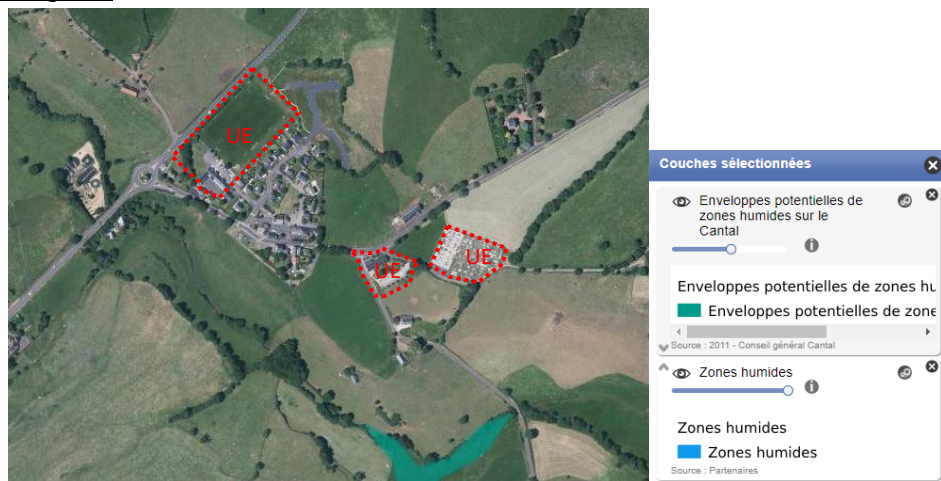 UE
UE
UE
Couches sélectionnées
Enveloppes potentielles de
zones humides sur le
Cantal
Enveloppes potentielles de zones hu
Enveloppes potentielles de zone
Source : 2011 - Conseil général Cantal
Zones humides
Zones humides
Zones humides
Source : Partenaires